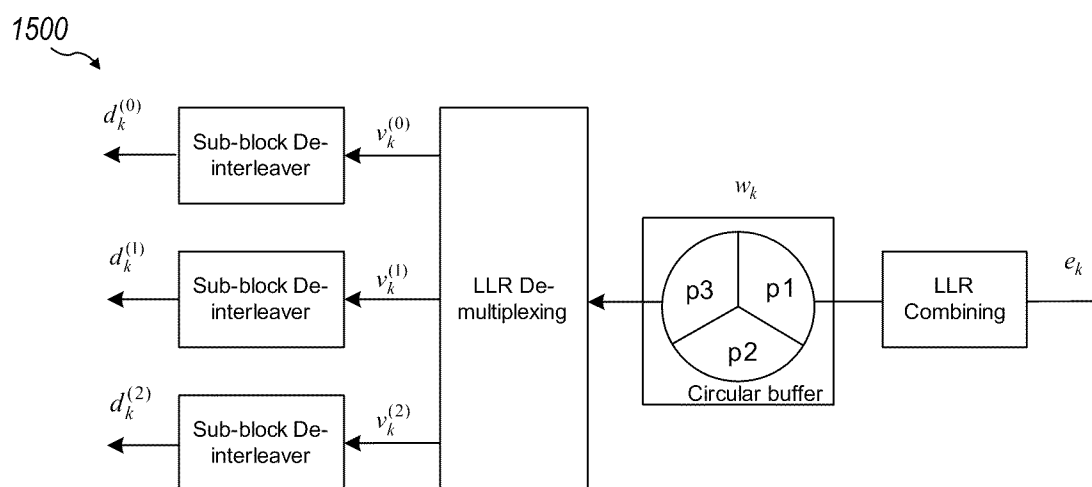 1500
d_k^{(0)}
Sub-block De-
interleaver
v_k^{(0)}
w_k
d_k^{(1)}
Sub-block De-
interleaver
v_k^{(1)}
LLR De-
multiplexing
p3
p1
p2
Circular buffer
LLR
Combining
e_k
d_k^{(2)}
Sub-block De-
interleaver
v_k^{(2)}